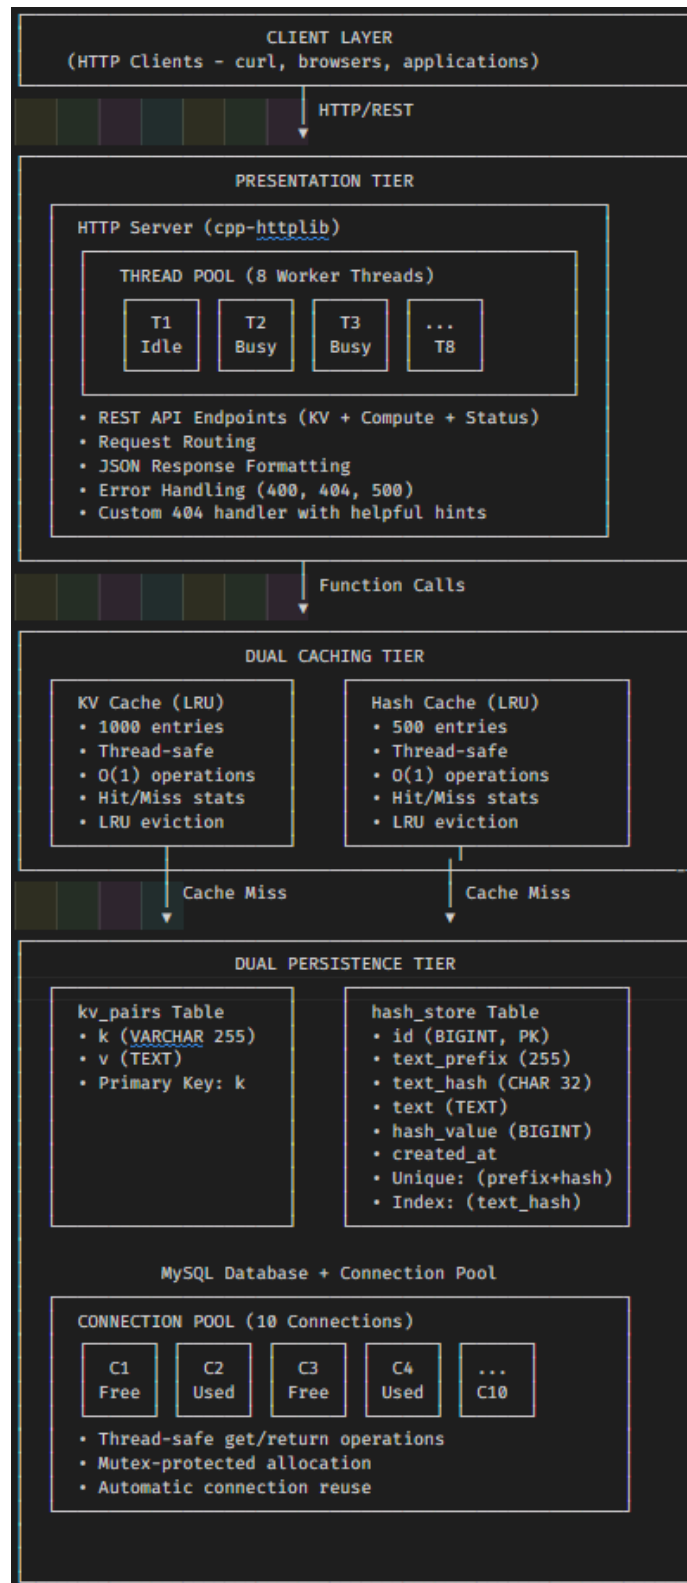 CLIENT LAYER
(HTTP Clients - curl, browsers, applications)
HTTP/REST
PRESENTATION TIER
HTTP Server (cpp-httplib)
THREAD POOL (8 Worker Threads)
T1 T2 T3 ...
Idle Busy Busy T8
• REST API Endpoints (KV + Compute + Status)
• Request Routing
• JSON Response Formatting
• Error Handling (400, 404, 500)
• Custom 404 handler with helpful hints
Function Calls
DUAL CACHING TIER
KV Cache (LRU)
• 1000 entries
• Thread-safe
• O(1) operations
• Hit/Miss stats
• LRU eviction
Hash Cache (LRU)
• 500 entries
• Thread-safe
• O(1) operations
• Hit/Miss stats
• LRU eviction
Cache Miss
Cache Miss
DUAL PERSISTENCE TIER
kv_pairs Table
• k (VARCHAR 255)
• v (TEXT)
• Primary Key: k
hash_store Table
• id (BIGINT, PK)
• text_prefix (255)
• text_hash (CHAR 32)
• text (TEXT)
• hash_value (BIGINT)
• created_at
• Unique: (prefix+hash)
• Index: (text_hash)
MySQL Database + Connection Pool
CONNECTION POOL (10 Connections)
C1 C2 C3 C4 ...
Free Used Free Used C10
• Thread-safe get/return operations
• Mutex-protected allocation
• Automatic connection reuse